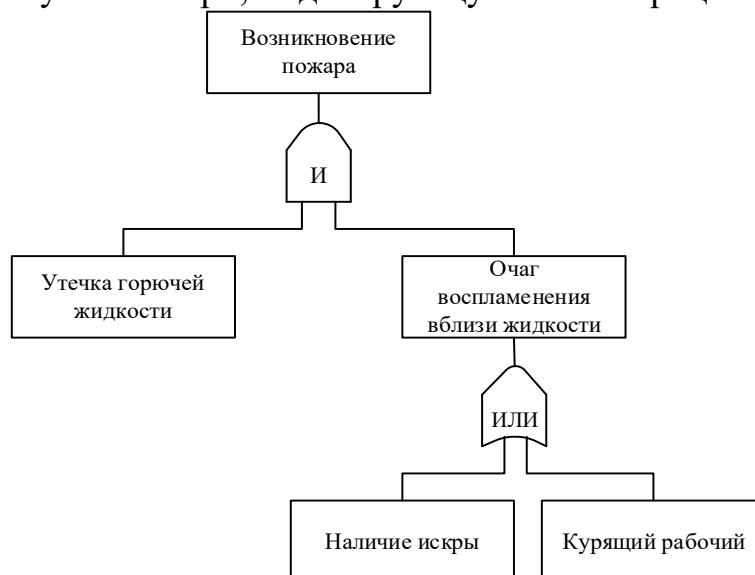 Возникновение
пожара
И
Утечка горючей
жидкости
Очаг
воспламенения
вблизи жидкости
ИЛИ
Наличие искры
Курящий рабочий